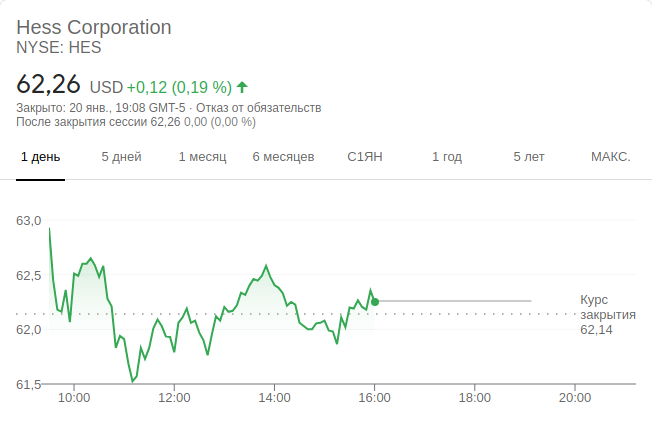 Hess Corporation
NYSE: HES
62,26 USD +0,12 (0,19 %)
Закрыто: 20 янв., 19:08 GMT-5 · Отказ от обязательств
После закрытия сессии 62,26 0,00 (0,00 %)
1 день 5 дней 1 месяц 6 месяцев С1ЯН 1 год 5 лет МАКС.
63,0
62,5
62,0
61,5
Курс
закрытия
62,14
10:00 12:00 14:00 16:00 18:00 20:00